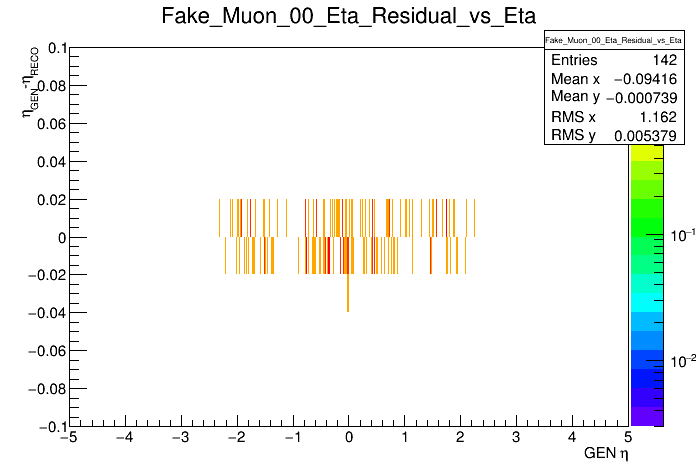 Fake_Muon_00_Eta_Residual_vs_Eta
Fake_Muon_00_Eta_Residual_vs_Eta
Entries 142
Mean x −0.09416
Mean y −0.000739
RMS x 1.162
RMS y 0.005379
η_GEN-η_RECO
0.1
0.08
0.06
0.04
0.02
0
−0.02
−0.04
−0.06
−0.08
−0.1
−5 −4 −3 −2 −1 0 1 2 3 4 5
GEN η
10⁻¹
10⁻²